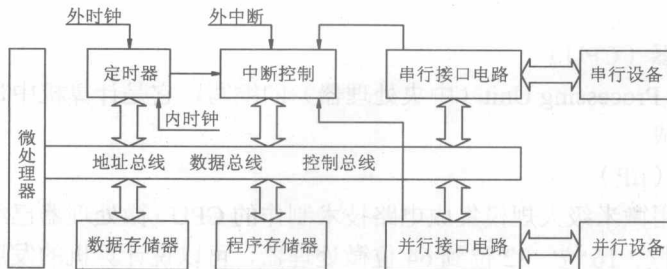 外时钟 外中断
定时器 中断控制 串行接口电路 串行设备
内时钟
微处理器
地址总线 数据总线 控制总线
数据存储器 程序存储器 并行接口电路 并行设备